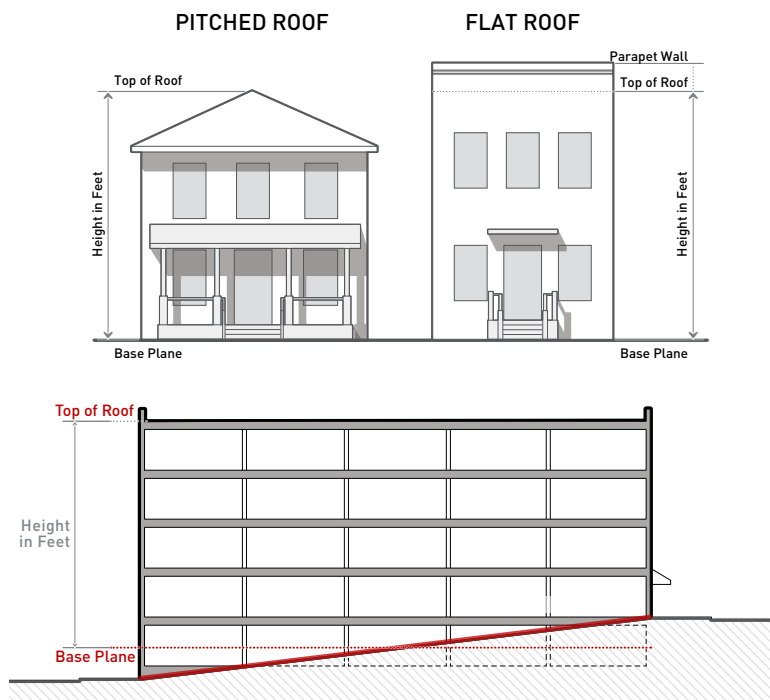 PITCHED ROOF
FLAT ROOF
Parapet Wall
Top of Roof
Top of Roof
Height in Feet
Height in Feet
Base Plane
Base Plane
Top of Roof
Height
in Feet
Base Plane